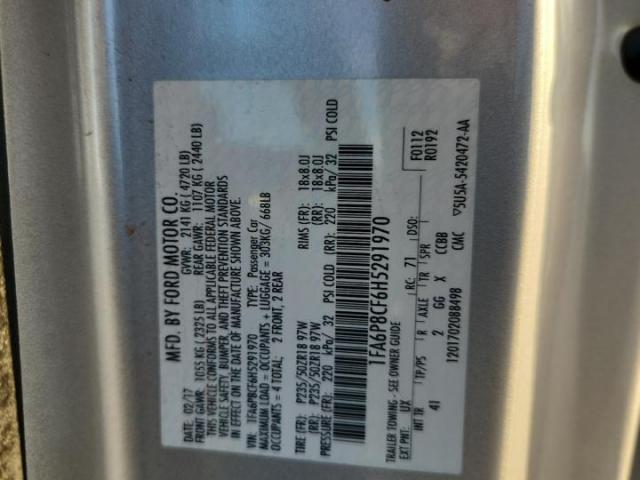 MFD. BY FORD MOTOR CO.
DATE: 02/17 GVWR: 2141 KG ( 4720 LB)
FRONT GAWR: 1055 KG ( 2325 LB) REAR GAWR: 1107 KG ( 2440 LB)
THIS VEHICLE CONFORMS TO ALL APPLICABLE FEDERAL MOTOR
VEHICLE SAFETY, BUMPER, AND THEFT PREVENTION STANDARDS
IN EFFECT ON THE DATE OF MANUFACTURE SHOWN ABOVE.
VIN: 1FA6P8CF6H5291970 TYPE: Passenger Car
MAXIMUM LOAD = OCCUPANTS + LUGGAGE = 303KG/ 668LB
OCCUPANTS = 4 TOTAL: 2 FRONT, 2 REAR
TIRE (FR): P235/50ZR18 97W RIMS (FR): 18x8.0J
(RR): P235/50ZR18 97W (RR): 18x8.0J
PRESSURE (FR): 220 kPa/ 32 PSI COLD (RR): 220 kPa/ 32 PSI COLD
1FA6P8CF6H5291970
TRAILER TOWING - SEE OWNER GUIDE F0112
R0192
EXT PNT: UX RC: 71 DSO:
INT TR TP/PS R AXLE TR SPR
41 2 GG X CCBB
1201702088498 CMC ▽5U5A-5420472-AA